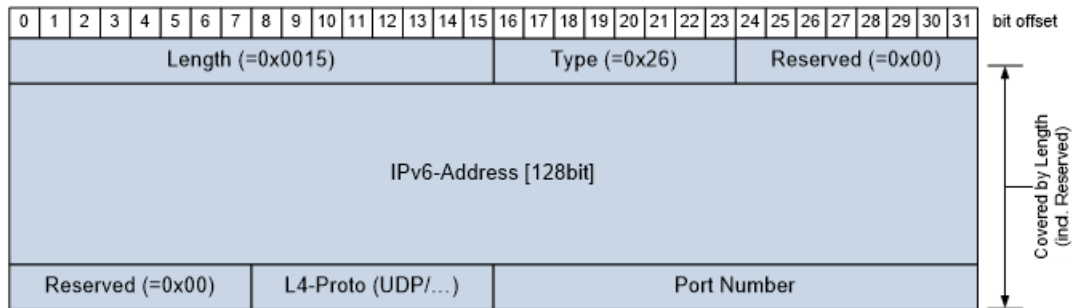 0 1 2 3 4 5 6 7 8 9 10 11 12 13 14 15 16 17 18 19 20 21 22 23 24 25 26 27 28 29 30 31 bit offset
Length (=0x0015) Type (=0x26) Reserved (=0x00)
IPv6-Address [128bit]
Covered by Length
(incl. Reserved)
Reserved (=0x00) L4-Proto (UDP/...) Port Number